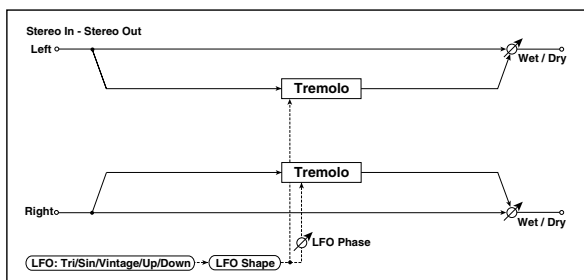 Stereo In - Stereo Out
Left
Wet / Dry
Tremolo
Tremolo
Right
Wet / Dry
LFO Phase
LFO: Tri/Sin/Vintage/Up/Down
LFO Shape